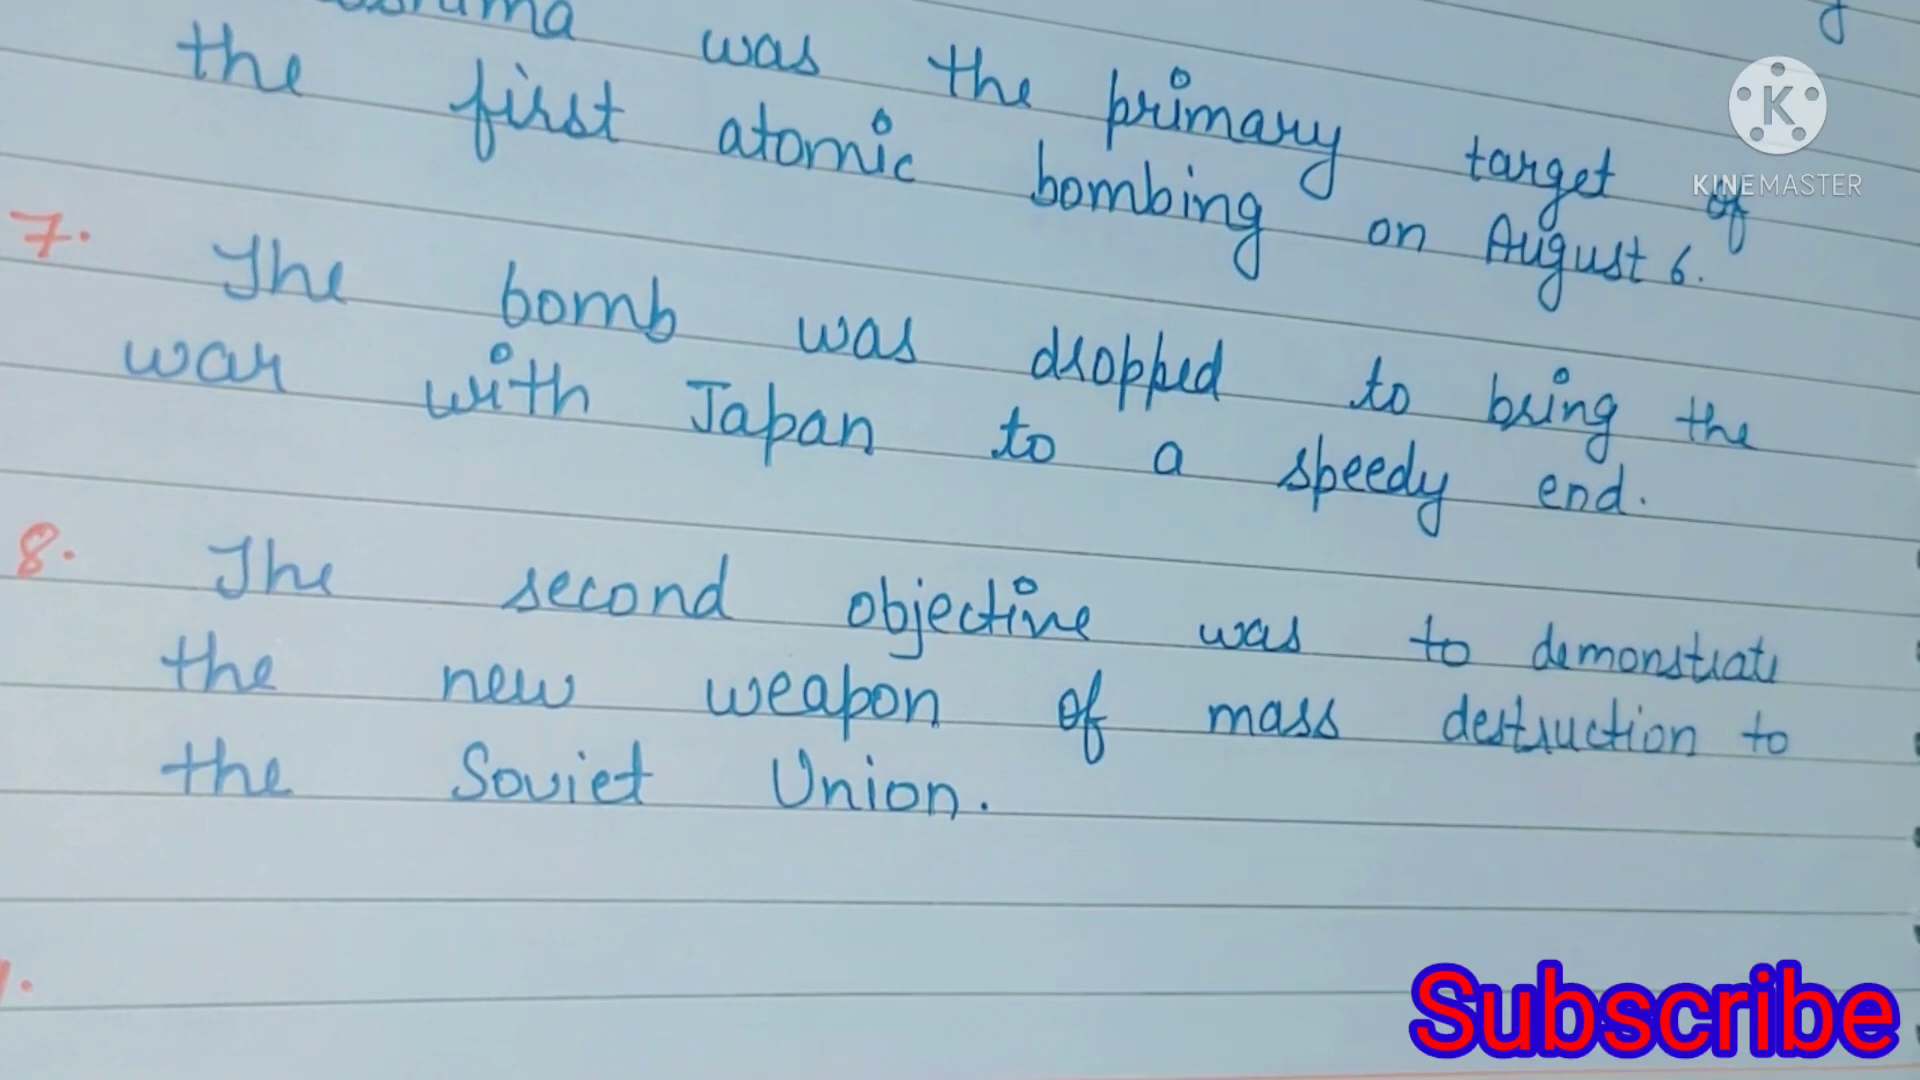 was the primary target of
the first atomic bombing on August 6.
7. The bomb was dropped to bring the
war with Japan to a speedy end.
8. The second objective was to demonstrate
the new weapon of mass destruction to
the Soviet Union.
K
KINEMASTER
Subscribe